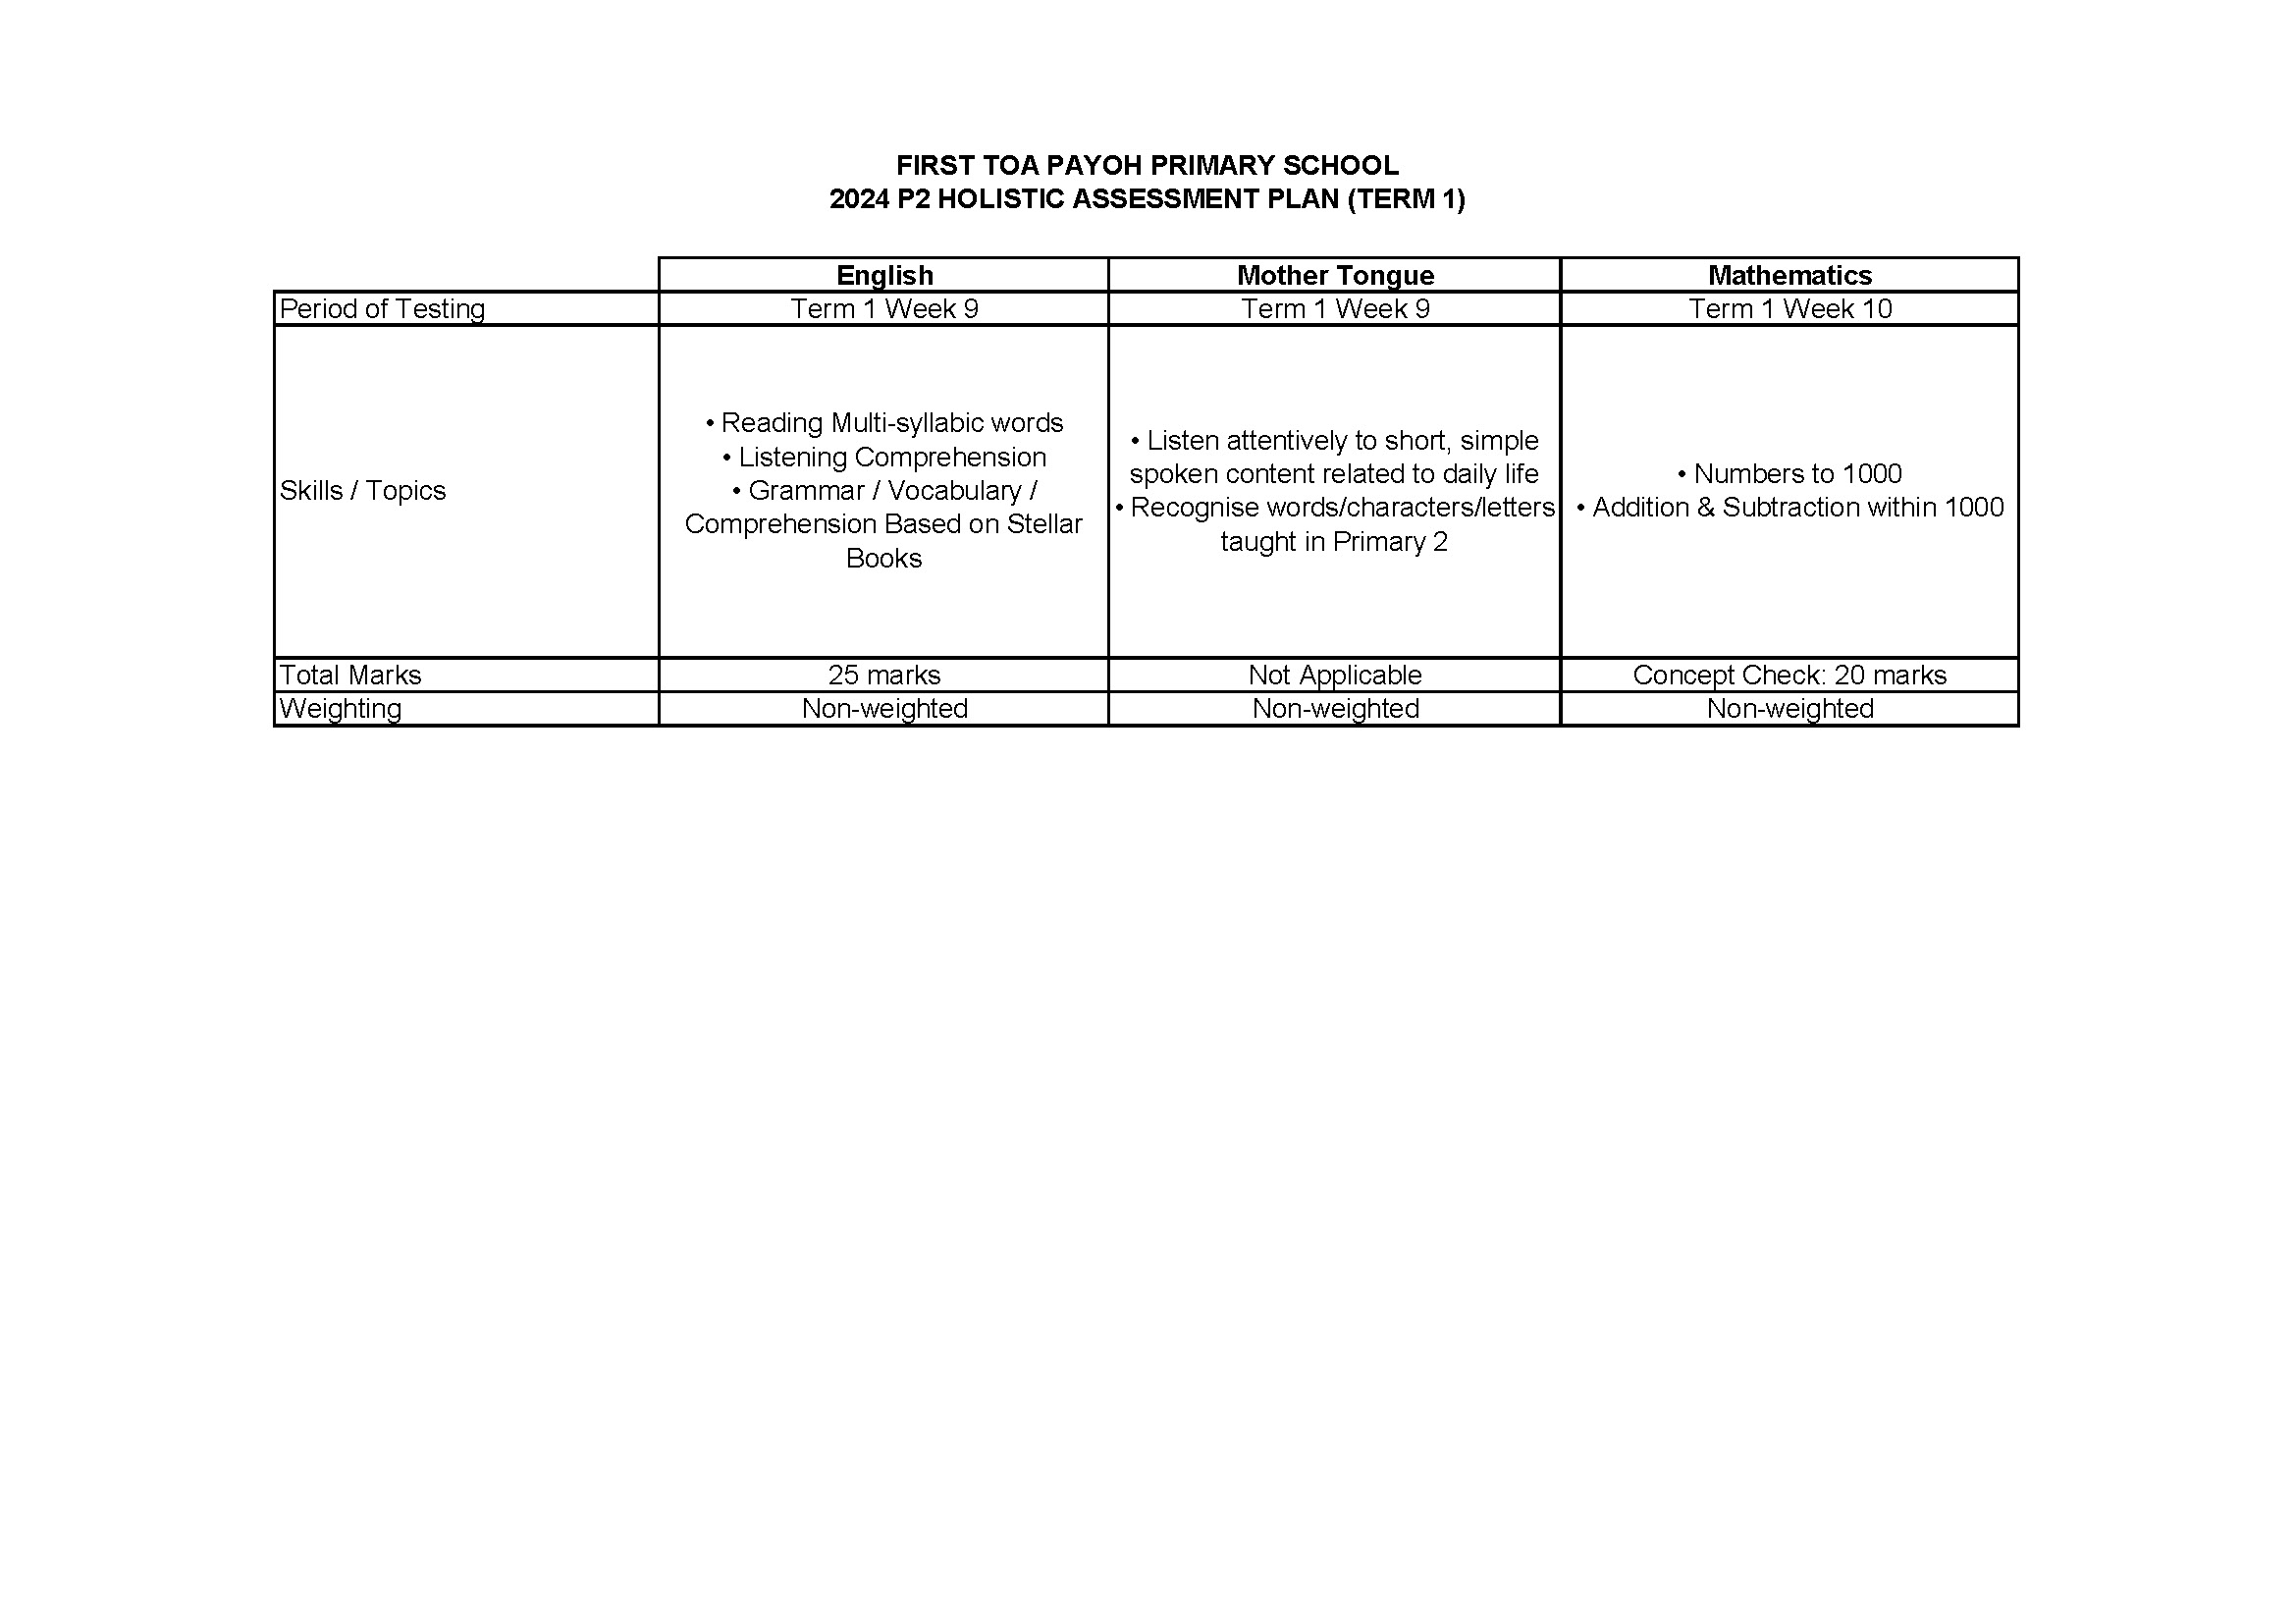 FIRST TOA PAYOH PRIMARY SCHOOL
2024 P2 HOLISTIC ASSESSMENT PLAN (TERM 1)
English Mother Tongue Mathematics
Period of Testing Term 1 Week 9 Term 1 Week 9 Term 1 Week 10
Skills / Topics
• Reading Multi-syllabic words
• Listening Comprehension
• Grammar / Vocabulary /
Comprehension Based on Stellar
Books
• Listen attentively to short, simple
spoken content related to daily life
• Recognise words/characters/letters
taught in Primary 2
• Numbers to 1000
• Addition & Subtraction within 1000
Total Marks 25 marks Not Applicable Concept Check: 20 marks
Weighting Non-weighted Non-weighted Non-weighted